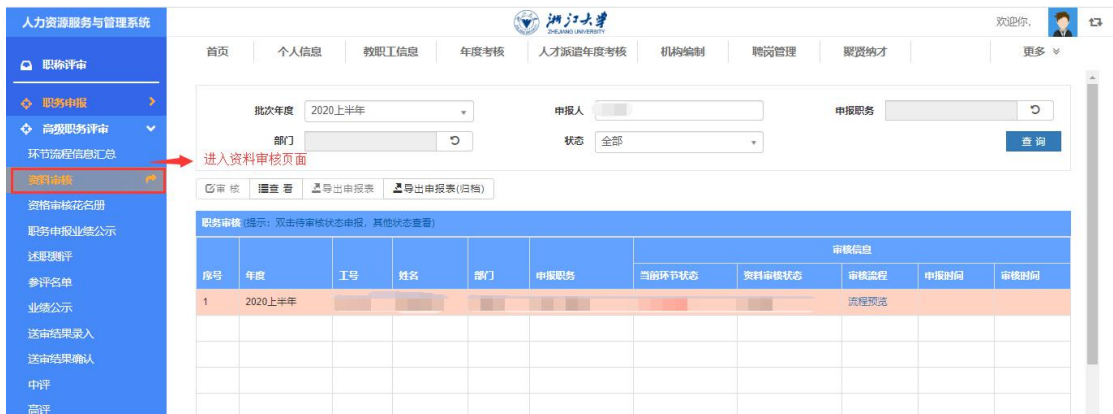 人力资源服务与管理系统
浙江大学
ZHEJIANG UNIVERSITY
欢迎你,
首页 个人信息 教职工信息 年度考核 人才派遣年度考核 机构编制 聘岗管理 聚贤纳才 更多
职称评审
职务申报
高级职务评审
环节流程信息汇总
资料审核
资格审核花名册
职务申报业绩公示
述职测评
参评名单
业绩公示
送审结果录入
送审结果确认
中评
高评
批次年度 2020上半年 申报人 申报职务
部门 状态 全部 查 询
进入资料审核页面
审 核 查 看 导出申报表 导出申报表(归档)
职务审核 (提示：双击待审核状态申报，其他状态查看)
审核信息
序号 年度 工号 姓名 部门 申报职务 当前环节状态 资料审核状态 审核流程 申报时间 审核时间
1 2020上半年 流程预览